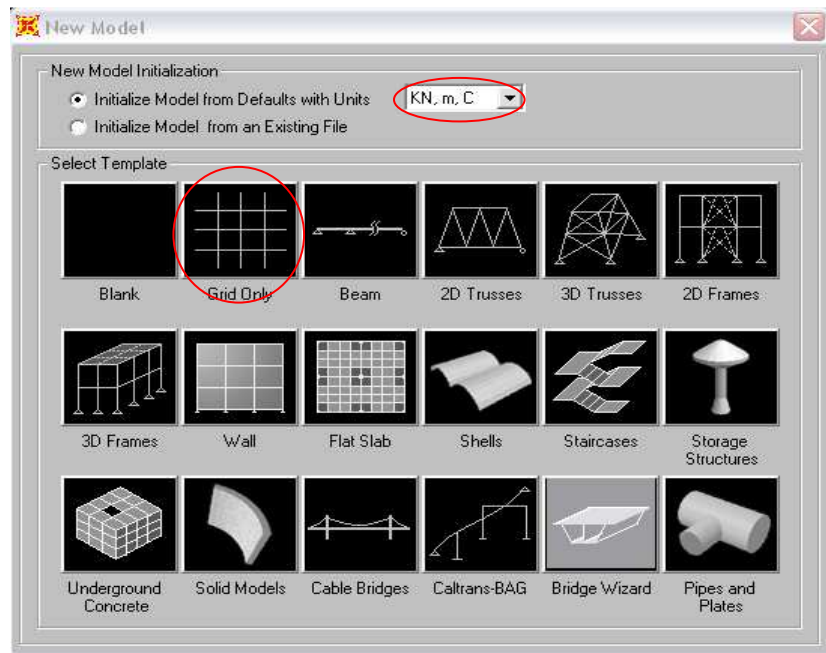 New Model
New Model Initialization
Initialize Model from Defaults with Units
KN, m, C
Initialize Model from an Existing File
Select Template
Blank
Grid Only
Beam
2D Trusses
3D Trusses
2D Frames
3D Frames
Wall
Flat Slab
Shells
Staircases
Storage
Structures
Underground
Concrete
Solid Models
Cable Bridges
Caltrans-BAG
Bridge Wizard
Pipes and
Plates